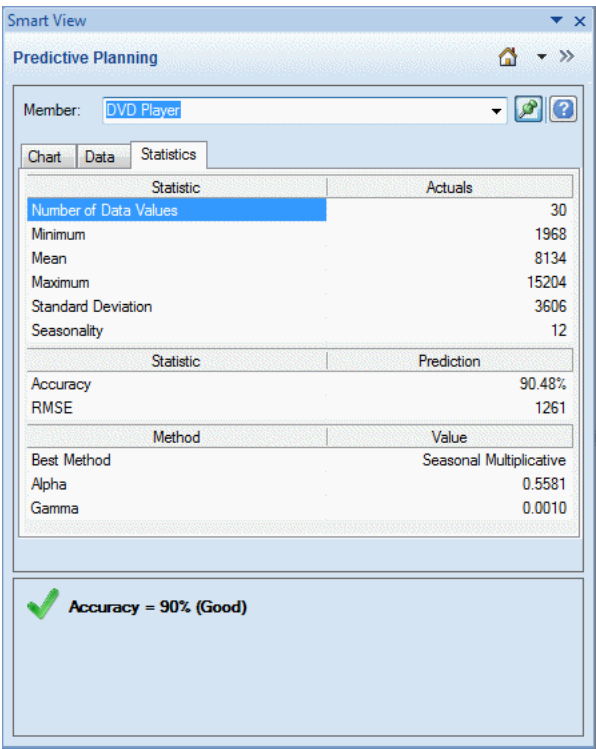 Smart View
Predictive Planning
Member: DVD Player
Chart Data Statistics
Statistic Actuals
Number of Data Values 30
Minimum 1968
Mean 8134
Maximum 15204
Standard Deviation 3606
Seasonality 12
Statistic Prediction
Accuracy 90.48%
RMSE 1261
Method Value
Best Method Seasonal Multiplicative
Alpha 0.5581
Gamma 0.0010
Accuracy = 90% (Good)